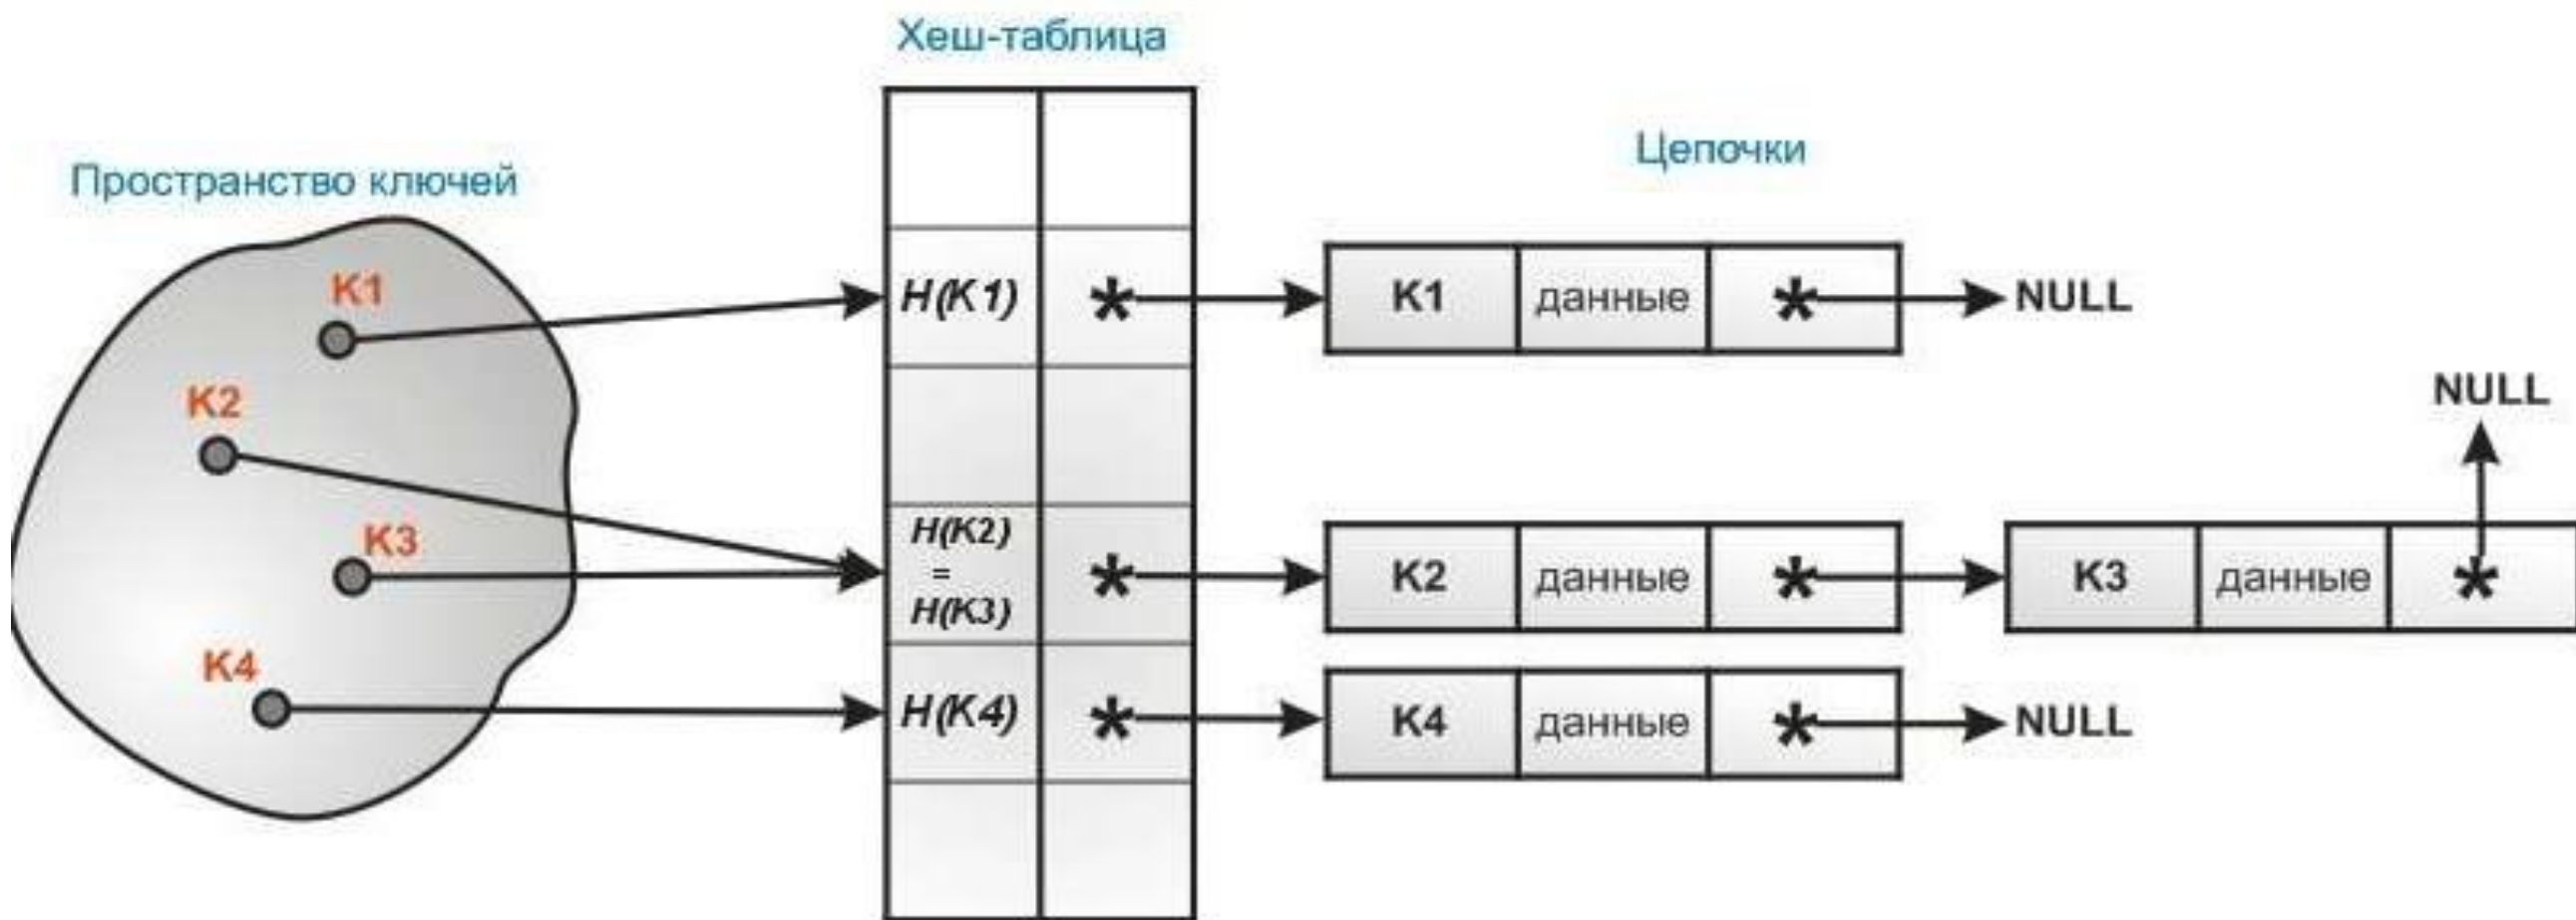 Хеш-таблица
Цепочки
Пространство ключей
K1
H(K1) * K1 данные * NULL
NULL
K2
K3
H(K2)
=
H(K3)
* K2 данные * K3 данные *
K4
H(K4) * K4 данные * NULL